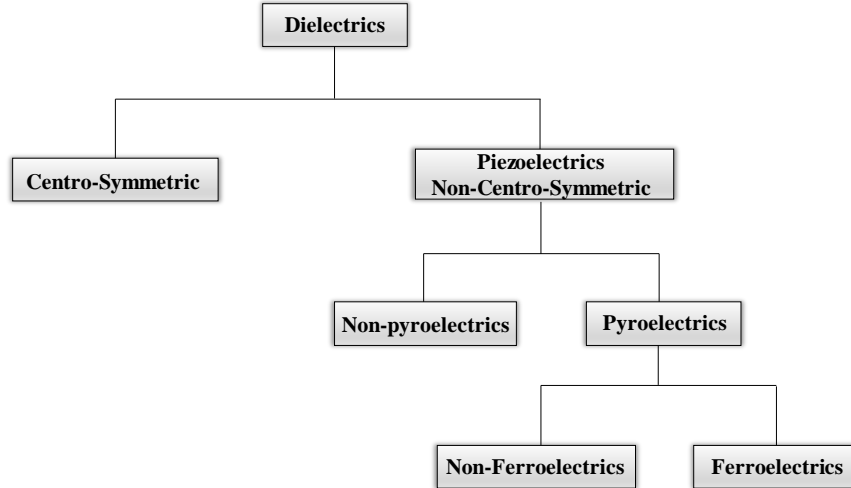 Dielectrics
Centro-Symmetric
Piezoelectrics
Non-Centro-Symmetric
Non-pyroelectrics
Pyroelectrics
Non-Ferroelectrics
Ferroelectrics